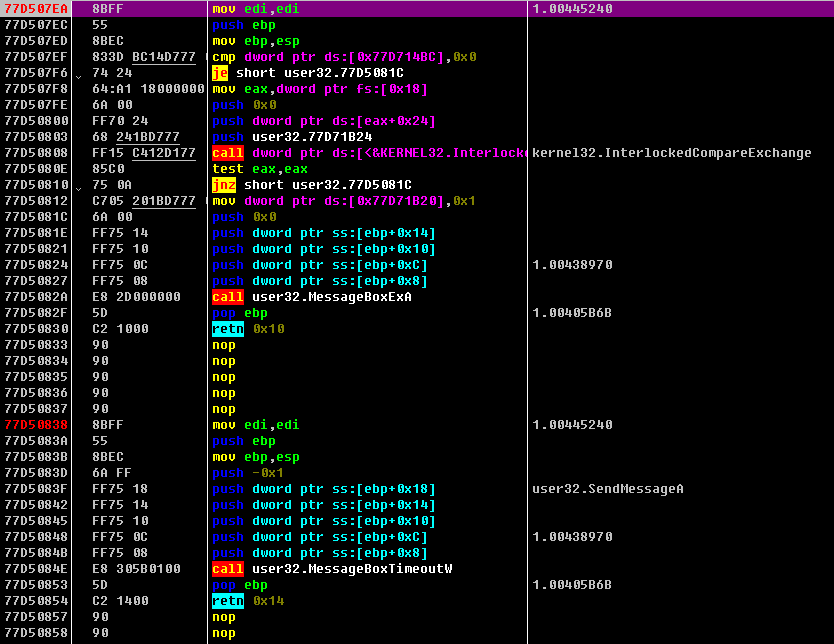 77D507EA 8BFF mov edi,edi 1.00445240
77D507EC 55 push ebp
77D507ED 8BEC mov ebp,esp
77D507EF 833D BC14D777 cmp dword ptr ds:[0x77D714BC],0x0
77D507F6 74 24 je short user32.77D5081C
77D507F8 64:A1 18000000 mov eax,dword ptr fs:[0x18]
77D507FE 6A 00 push 0x0
77D50800 FF70 24 push dword ptr ds:[eax+0x24]
77D50803 68 241BD777 push user32.77D71B24
77D50808 FF15 C412D177 call dword ptr ds:[<&KERNEL32.Interlock kernel32.InterlockedCompareExchange
77D5080E 85C0 test eax,eax
77D50810 75 0A jnz short user32.77D5081C
77D50812 C705 201BD777 mov dword ptr ds:[0x77D71B20],0x1
77D5081C 6A 00 push 0x0
77D5081E FF75 14 push dword ptr ss:[ebp+0x14]
77D50821 FF75 10 push dword ptr ss:[ebp+0x10]
77D50824 FF75 0C push dword ptr ss:[ebp+0xC] 1.00438970
77D50827 FF75 08 push dword ptr ss:[ebp+0x8]
77D5082A E8 2D000000 call user32.MessageBoxExA
77D5082F 5D pop ebp 1.00405B6B
77D50830 C2 1000 retn 0x10
77D50833 90 nop
77D50834 90 nop
77D50835 90 nop
77D50836 90 nop
77D50837 90 nop
77D50838 8BFF mov edi,edi 1.00445240
77D5083A 55 push ebp
77D5083B 8BEC mov ebp,esp
77D5083D 6A FF push -0x1
77D5083F FF75 18 push dword ptr ss:[ebp+0x18] user32.SendMessageA
77D50842 FF75 14 push dword ptr ss:[ebp+0x14]
77D50845 FF75 10 push dword ptr ss:[ebp+0x10]
77D50848 FF75 0C push dword ptr ss:[ebp+0xC] 1.00438970
77D5084B FF75 08 push dword ptr ss:[ebp+0x8]
77D5084E E8 305B0100 call user32.MessageBoxTimeoutW
77D50853 5D pop ebp 1.00405B6B
77D50854 C2 1400 retn 0x14
77D50857 90 nop
77D50858 90 nop